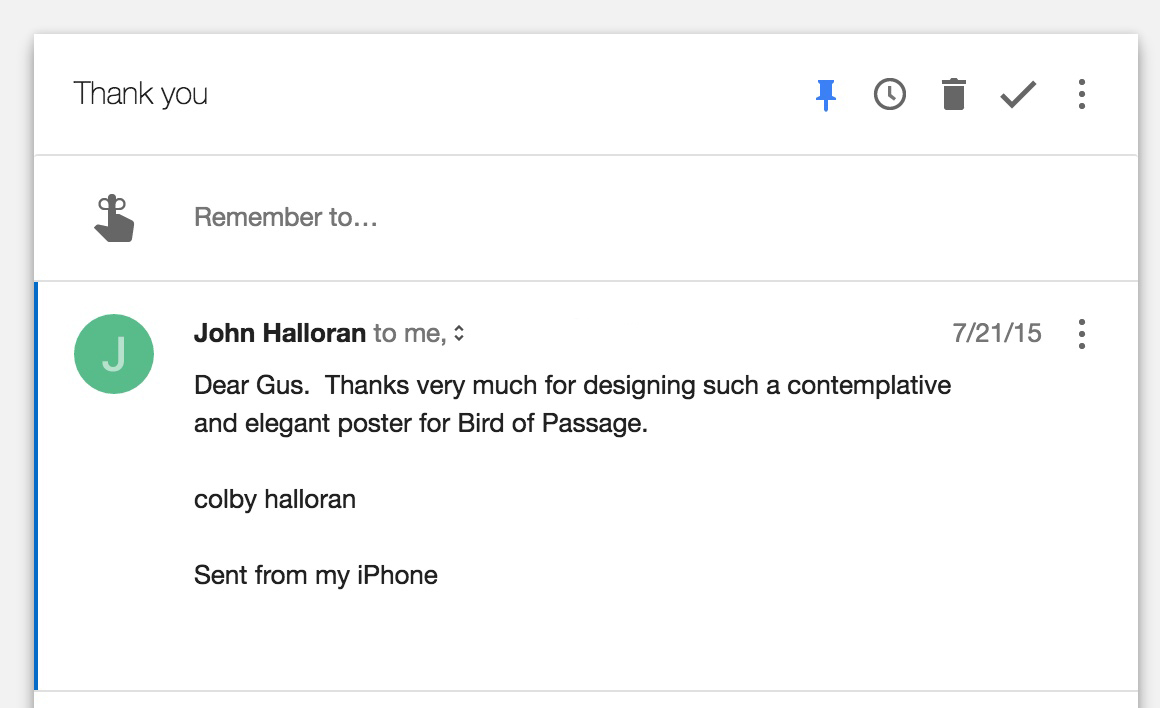 Thank you
Remember to…
J
John Halloran to me,
7/21/15
Dear Gus.  Thanks very much for designing such a contemplative
and elegant poster for Bird of Passage.
colby halloran
Sent from my iPhone